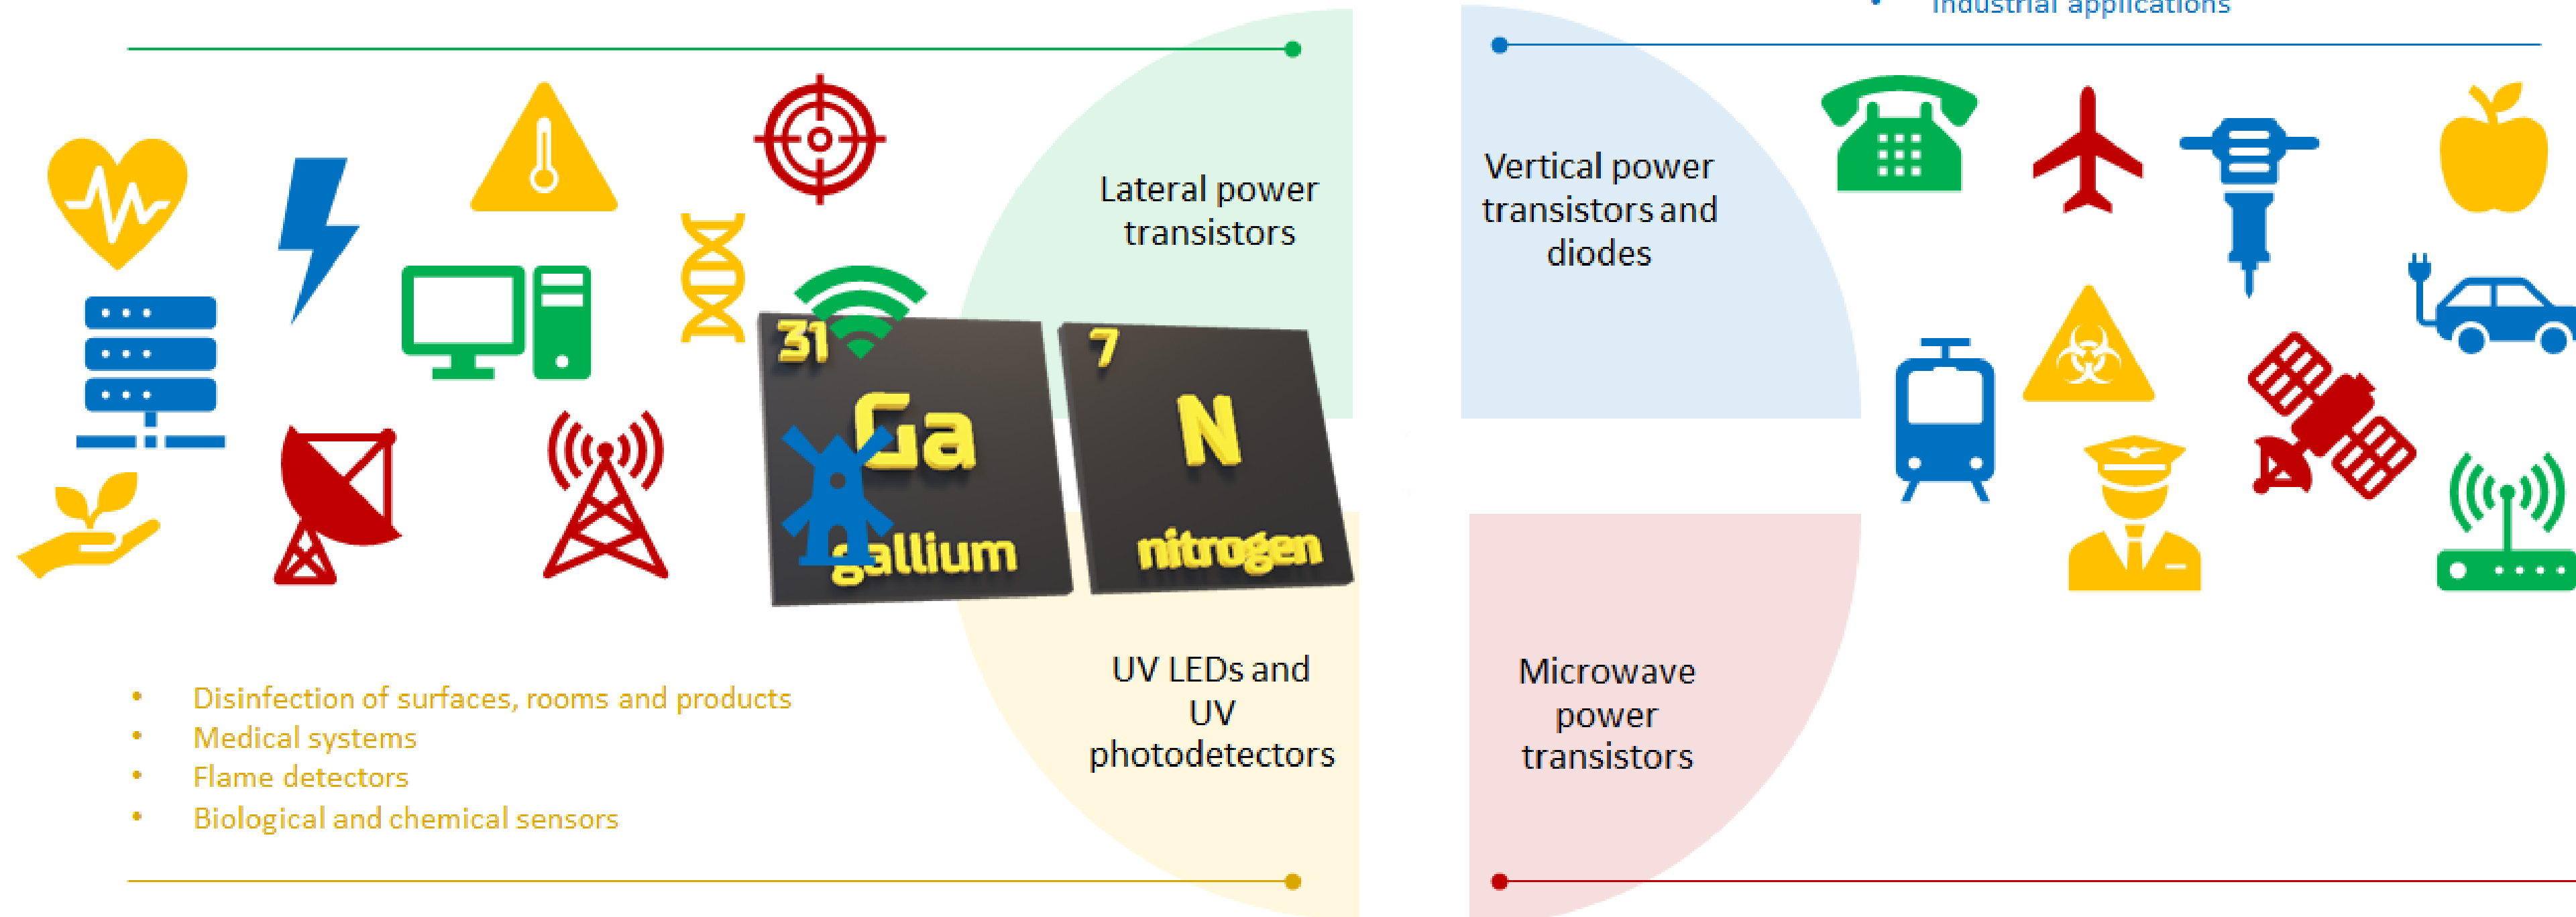 • Industrial applications
Lateral power
transistors
Vertical power
transistors and
diodes
31
Ga
gallium
7
N
nitrogen
UV LEDs and
UV
photodetectors
Microwave
power
transistors
• Disinfection of surfaces, rooms and products
• Medical systems
• Flame detectors
• Biological and chemical sensors